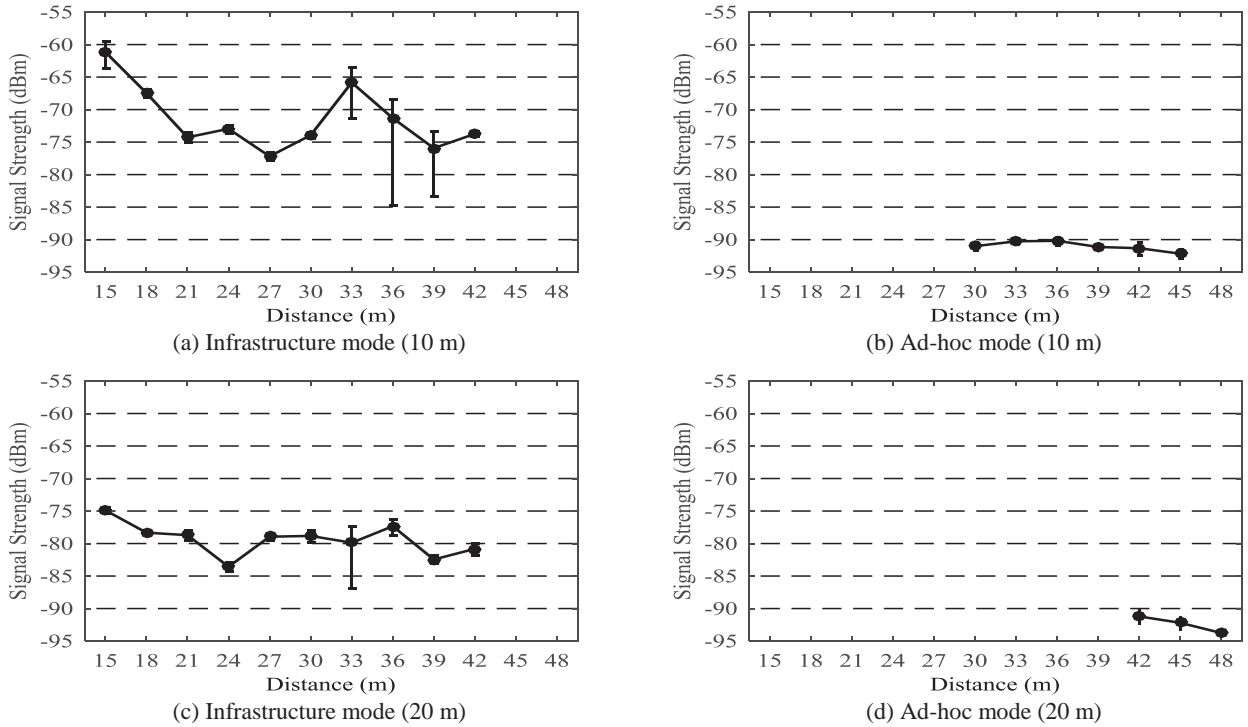 Signal Strength (dBm)
-55
-60
-65
-70
-75
-80
-85
-90
-95
15 18 21 24 27 30 33 36 39 42 45 48
Distance (m)
(a) Infrastructure mode (10 m)
Signal Strength (dBm)
-55
-60
-65
-70
-75
-80
-85
-90
-95
15 18 21 24 27 30 33 36 39 42 45 48
Distance (m)
(b) Ad-hoc mode (10 m)
Signal Strength (dBm)
-55
-60
-65
-70
-75
-80
-85
-90
-95
15 18 21 24 27 30 33 36 39 42 45 48
Distance (m)
(c) Infrastructure mode (20 m)
Signal Strength (dBm)
-55
-60
-65
-70
-75
-80
-85
-90
-95
15 18 21 24 27 30 33 36 39 42 45 48
Distance (m)
(d) Ad-hoc mode (20 m)